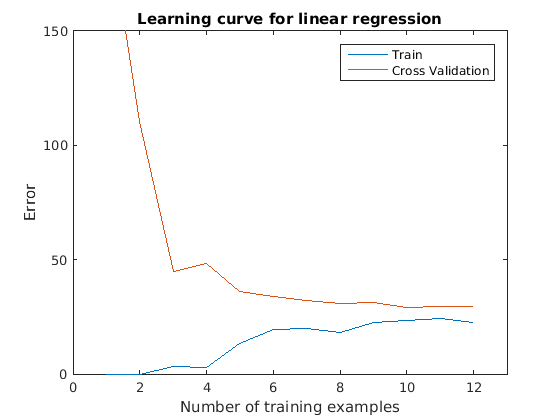 Learning curve for linear regression
150
100
50
0
Error
Train
Cross Validation
0 2 4 6 8 10 12
Number of training examples